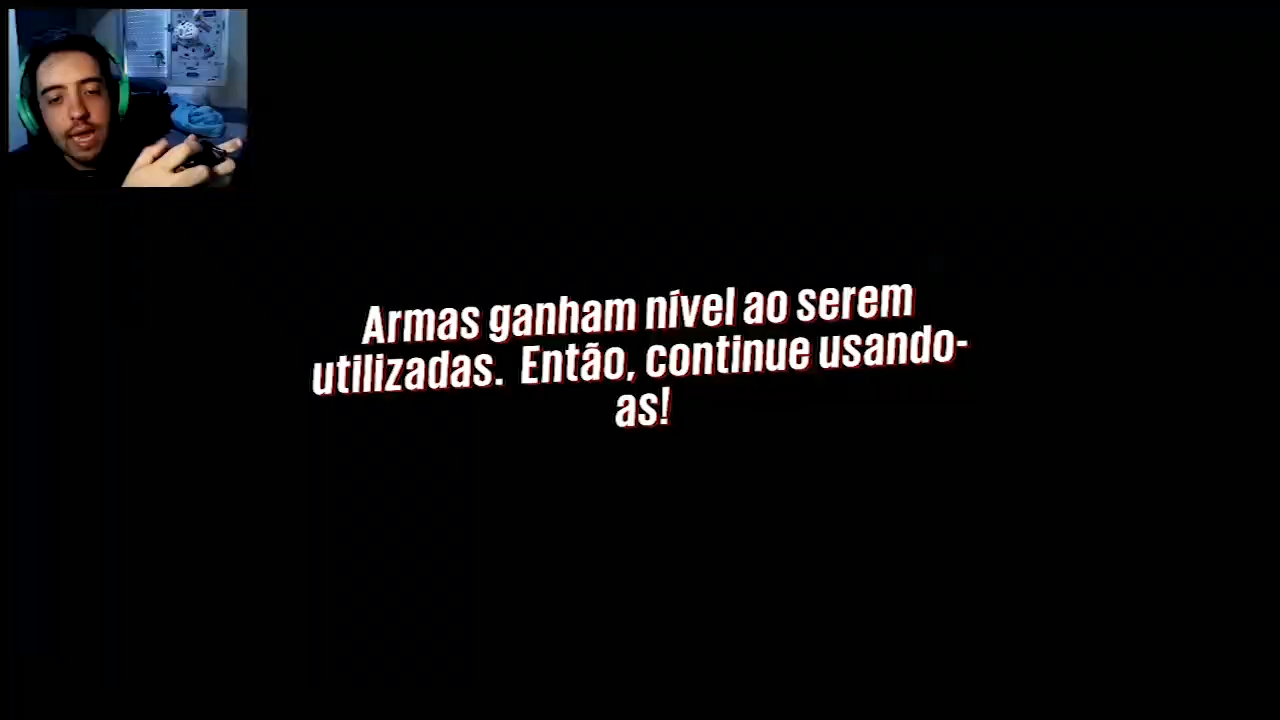 Armas ganham nível ao serem
utilizadas. Então, continue usando-
as!